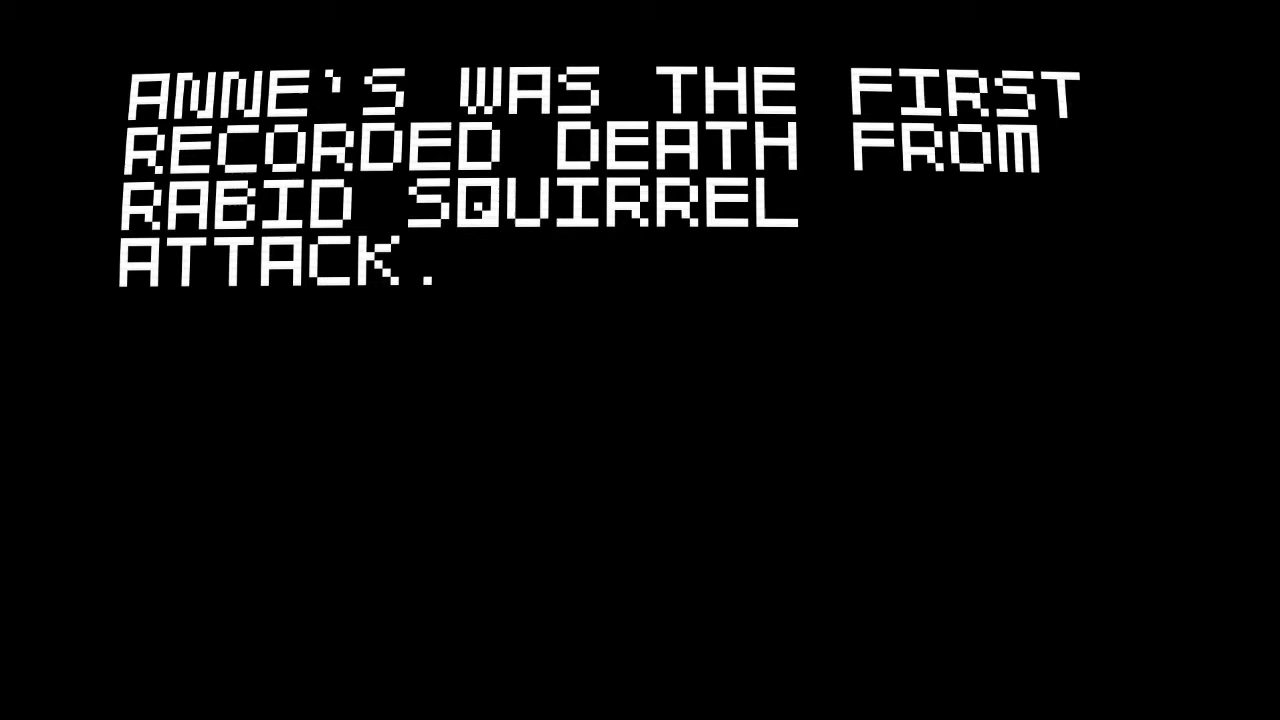 ANNE'S WAS THE FIRST
RECORDED DEATH FROM
RABID SQUIRREL
ATTACK.